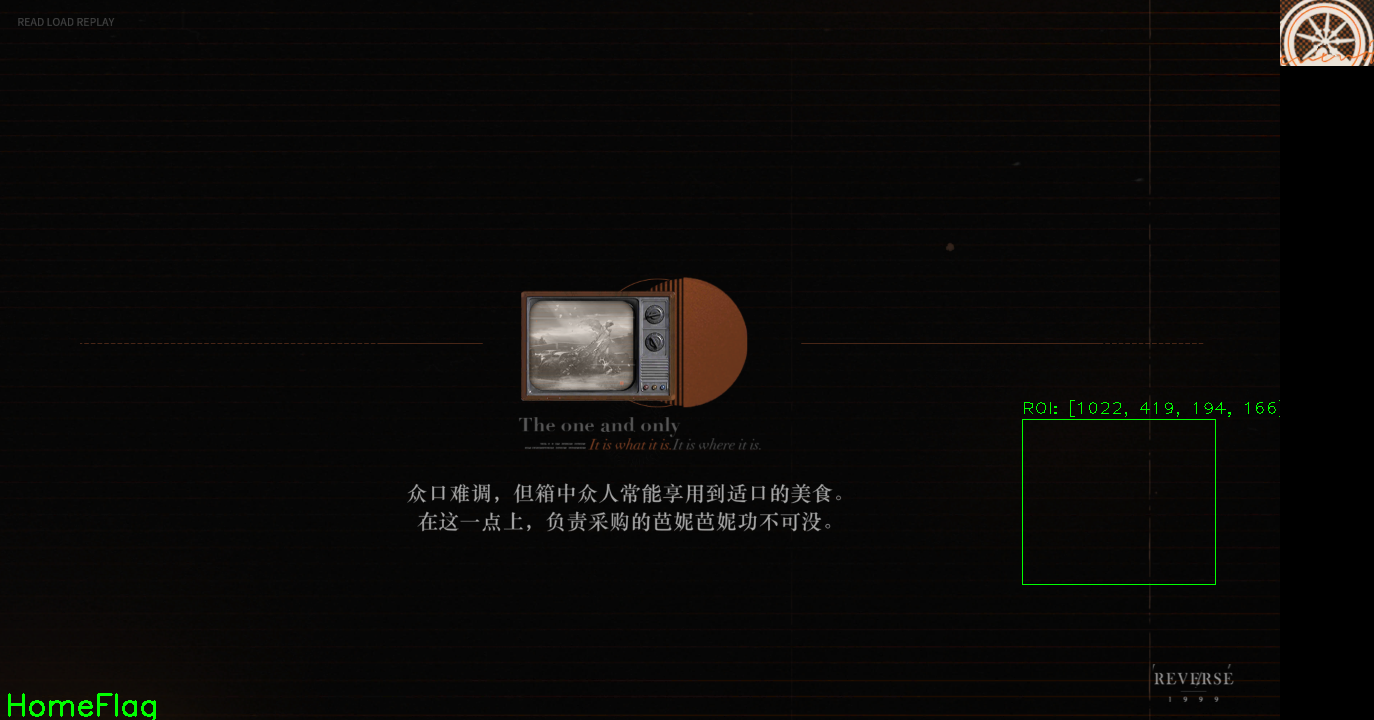 READ LOAD REPLAY
ROI: [1022, 419, 194, 166]
The one and only
It is what it is.It is where it is.
众口难调，但箱中众人常能享用到适口的美食。
在这一点上，负责采购的芭妮芭妮功不可没。
REVERSE
1999
HomeFlag